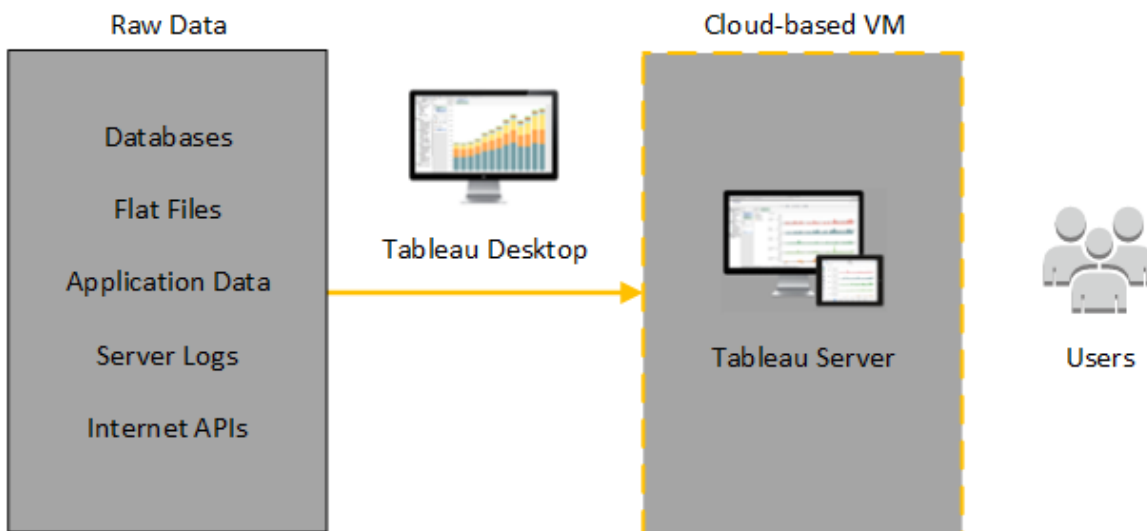 Raw Data
Cloud-based VM
Databases
Flat Files
Tableau Desktop
Application Data
Server Logs
Tableau Server
Users
Internet APIs